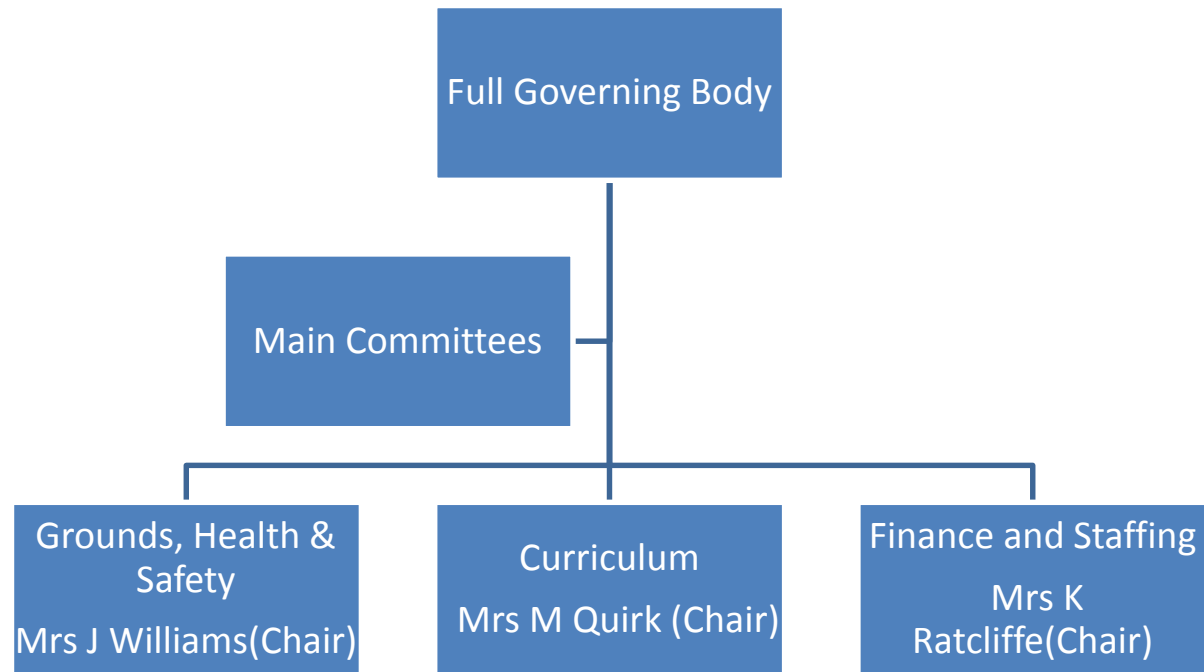 Full Governing Body
Main Committees
Grounds, Health &
Safety
Mrs J Williams(Chair)
Curriculum
Mrs M Quirk (Chair)
Finance and Staffing
Mrs K
Ratcliffe(Chair)